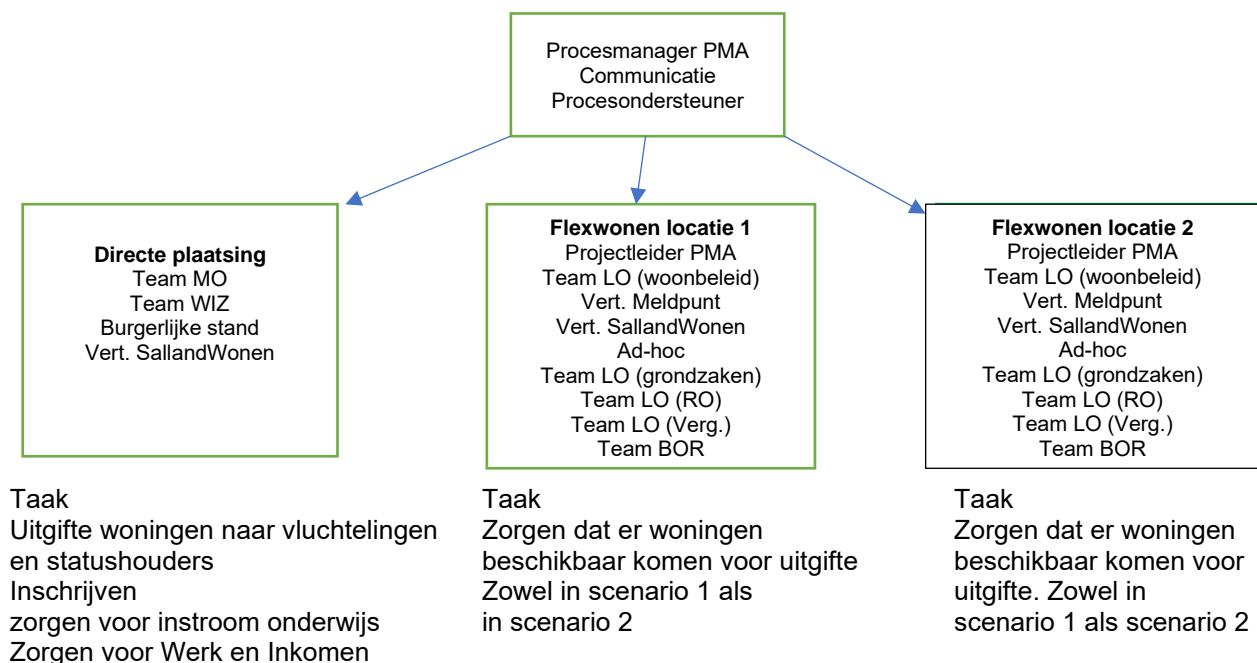 Procesmanager PMA
Communicatie
Procesondersteuner
Directe plaatsing
Team MO
Team WIZ
Burgerlijke stand
Vert. SallandWonen
Flexwonen locatie 1
Projectleider PMA
Team LO (woonbeleid)
Vert. Meldpunt
Vert. SallandWonen
Ad-hoc
Team LO (grondzaken)
Team LO (RO)
Team LO (Verg.)
Team BOR
Flexwonen locatie 2
Projectleider PMA
Team LO (woonbeleid)
Vert. Meldpunt
Vert. SallandWonen
Ad-hoc
Team LO (grondzaken)
Team LO (RO)
Team LO (Verg.)
Team BOR
Taak
Uitgifte woningen naar vluchtelingen
en statushouders
Inschrijven
zorgen voor instroom onderwijs
Zorgen voor Werk en Inkomen
Taak
Zorgen dat er woningen
beschikbaar komen voor uitgifte
Zowel in scenario 1 als
in scenario 2
Taak
Zorgen dat er woningen
beschikbaar komen voor
uitgifte. Zowel in
scenario 1 als scenario 2